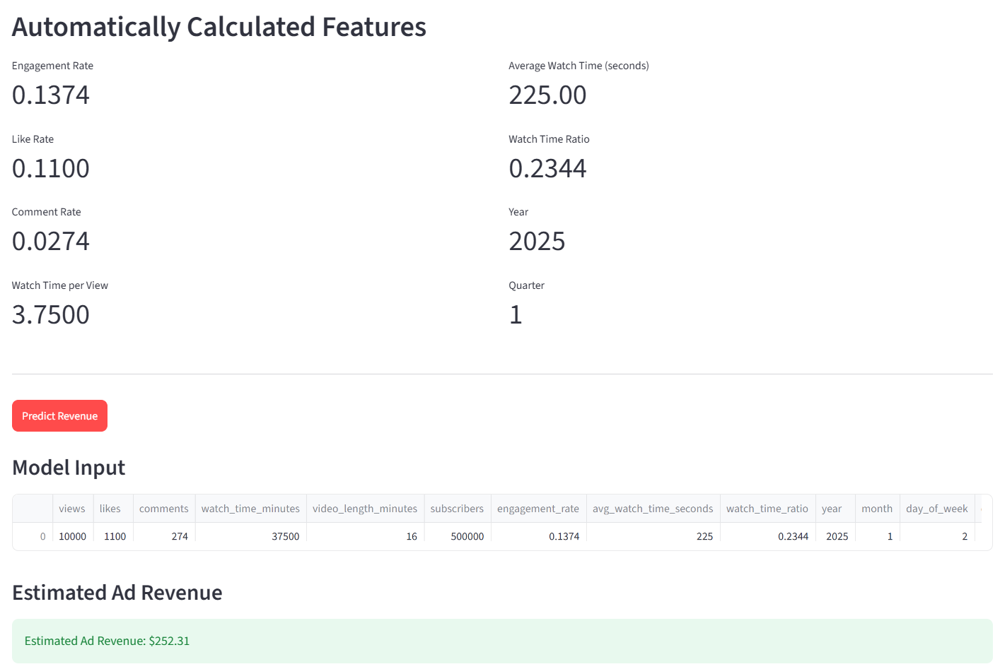 Automatically Calculated Features
Engagement Rate
0.1374
Average Watch Time (seconds)
225.00
Like Rate
0.1100
Watch Time Ratio
0.2344
Comment Rate
0.0274
Year
2025
Watch Time per View
3.7500
Quarter
1
Predict Revenue
Model Input
views likes comments watch_time_minutes video_length_minutes subscribers engagement_rate avg_watch_time_seconds watch_time_ratio year month day_of_week
0 10000 1100 274 37500 16 500000 0.1374 225 0.2344 2025 1 2
Estimated Ad Revenue
Estimated Ad Revenue: $252.31